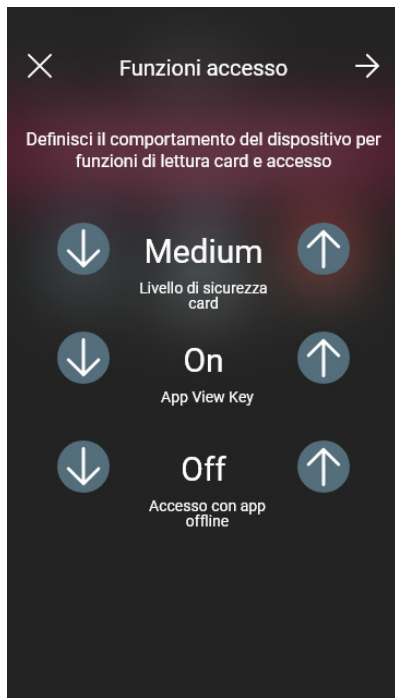 Funzioni accesso
Definisci il comportamento del dispositivo per
funzioni di lettura card e accesso
Medium
Livello di sicurezza
card
On
App View Key
Off
Accesso con app
offline